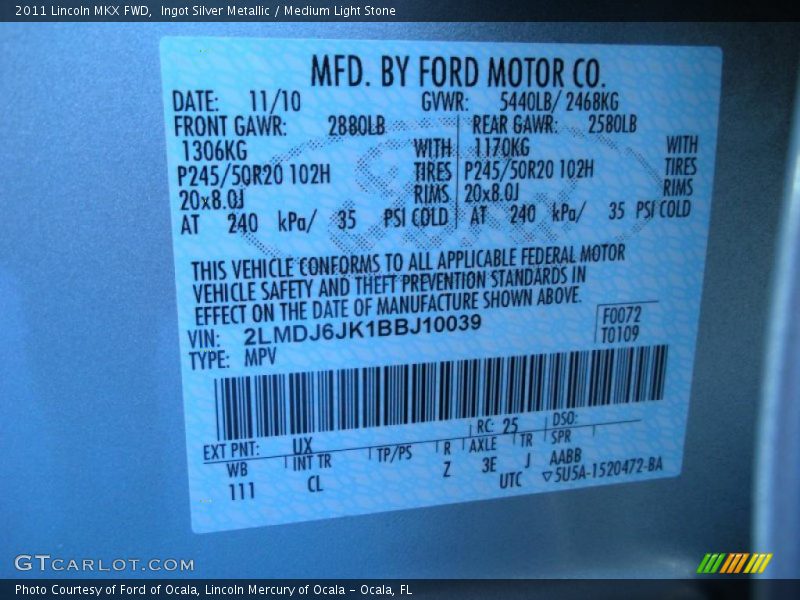 2011 Lincoln MKX FWD, Ingot Silver Metallic / Medium Light Stone
MFD. BY FORD MOTOR CO.
DATE: 11/10 GVWR: 5440LB/ 2468KG
FRONT GAWR: 2880LB REAR GAWR: 2580LB
1306KG WITH 1170KG WITH
P245/50R20 102H TIRES P245/50R20 102H TIRES
20x8.0J RIMS 20x8.0J RIMS
AT 240 kPa/ 35 PSI COLD AT 240 kPa/ 35 PSI COLD
THIS VEHICLE CONFORMS TO ALL APPLICABLE FEDERAL MOTOR
VEHICLE SAFETY AND THEFT PREVENTION STANDARDS IN
EFFECT ON THE DATE OF MANUFACTURE SHOWN ABOVE.
VIN: 2LMDJ6JK1BBJ10039 F0072
TYPE: MPV T0109
EXT PNT: UX RC: 25 DSO:
WB INT TR TP/PS R AXLE TR SPR
111 CL Z 3E J AABB
UTC ▽5U5A-1520472-BA
GTCARLOT.COM
Photo Courtesy of Ford of Ocala, Lincoln Mercury of Ocala - Ocala, FL